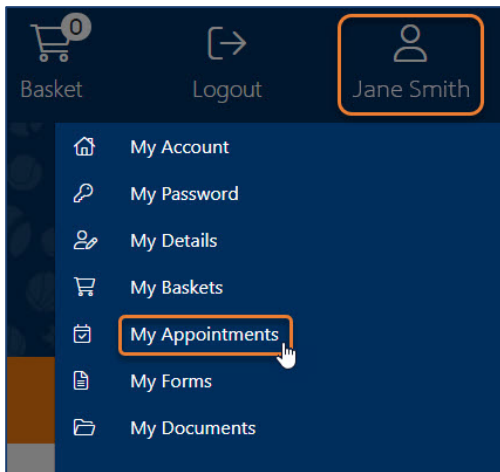 0
Basket
Logout
Jane Smith
My Account
My Password
My Details
My Baskets
My Appointments
My Forms
My Documents